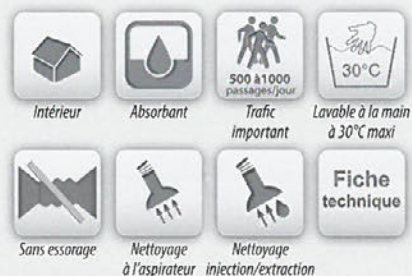 500 à1000
passages/jour
30°C
Intérieur
Absorbant
Trafic
important
Lavable à la main
à 30°C maxi
Fiche
technique
Sans essorage
Nettoyage
à l'aspirateur
Nettoyage
injection/extraction